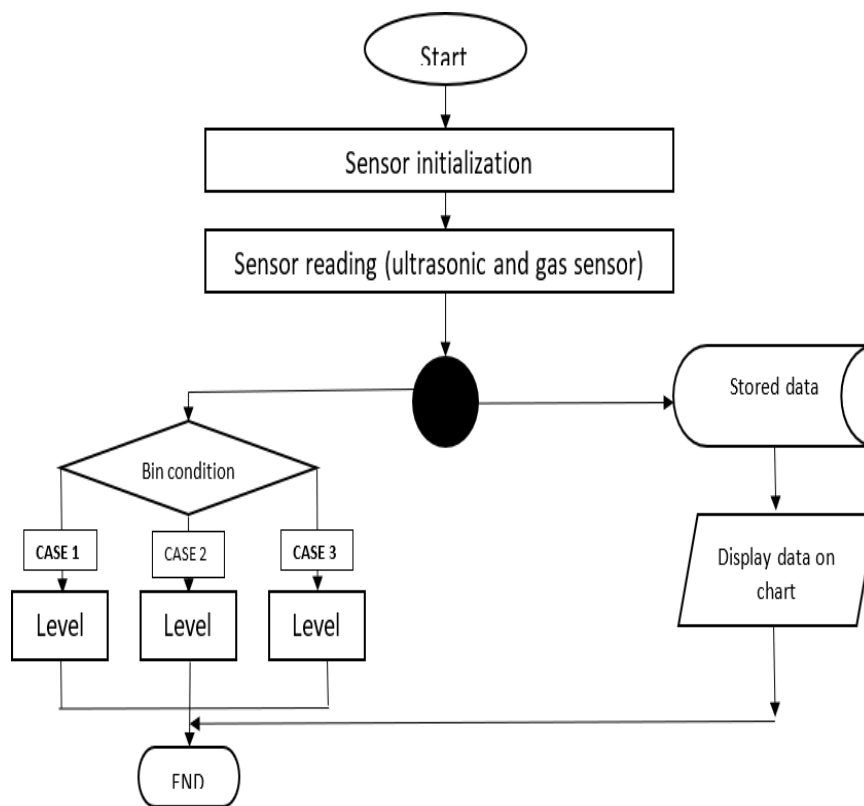 Start
Sensor initialization
Sensor reading (ultrasonic and gas sensor)
Stored data
Bin condition
CASE 1
CASE 2
CASE 3
Display data on
chart
Level
Level
Level
END